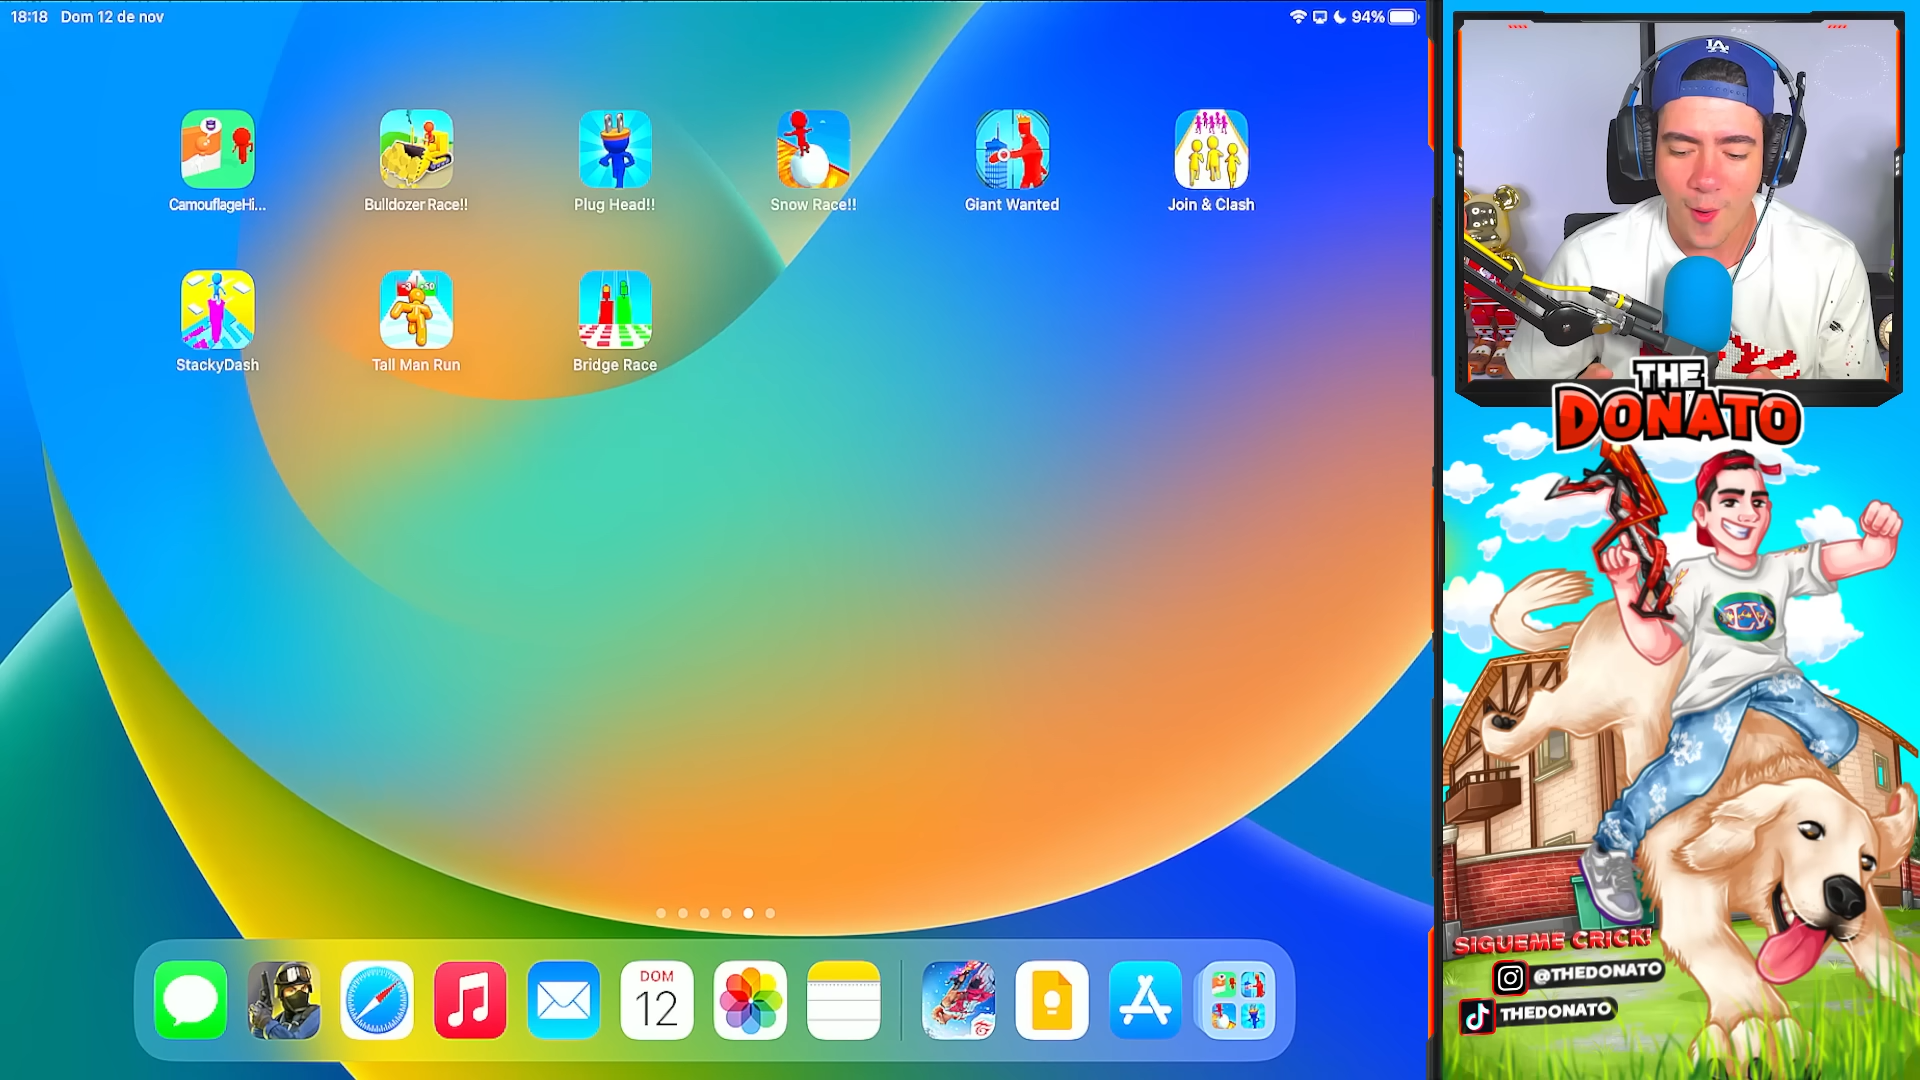 18:18 Dom 12 de nov
94%
CamouflageHi...
Bulldozer Race!!
Plug Head!!
Snow Race!!
Giant Wanted
Join & Clash
StackyDash
Tall Man Run
Bridge Race
DOM
12
LA
THE
DONATO
LV
SIGUEME CRICK!
@THEDONATO
THEDONATO